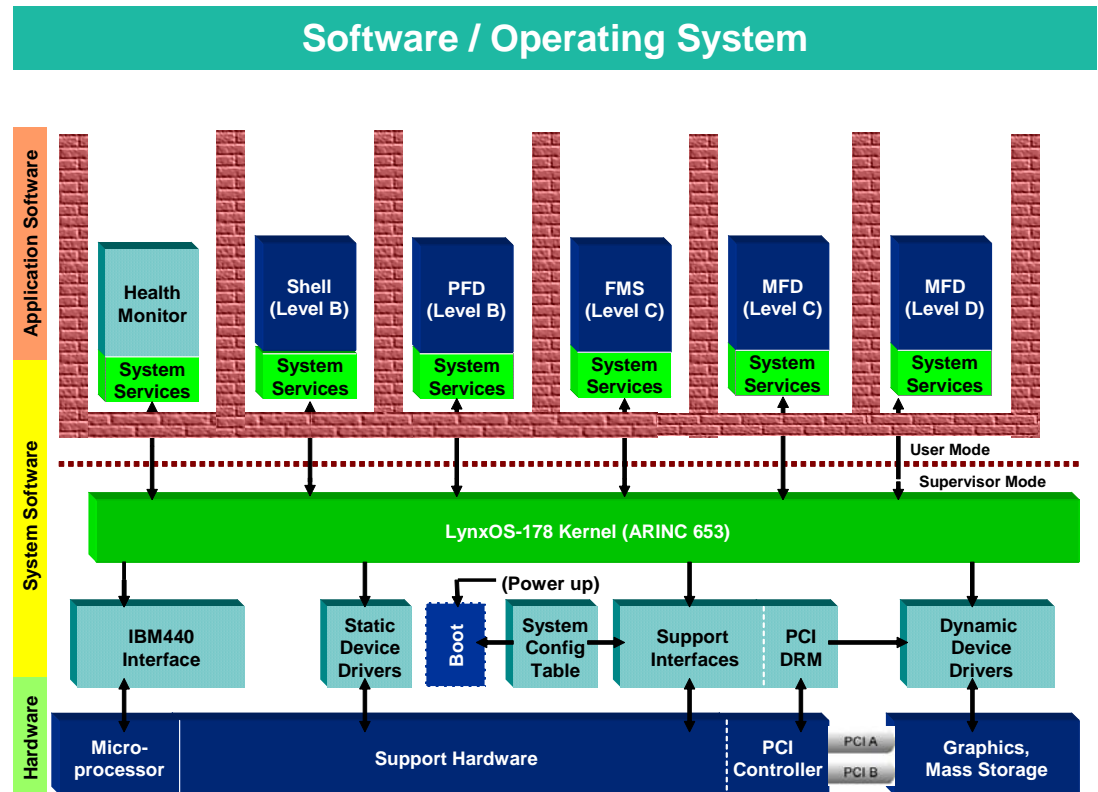 Software / Operating System
Application Software
System Software
Hardware
Health
Monitor
System
Services
Shell
(Level B)
System
Services
PFD
(Level B)
System
Services
FMS
(Level C)
System
Services
MFD
(Level C)
System
Services
MFD
(Level D)
System
Services
User Mode
Supervisor Mode
LynxOS-178 Kernel (ARINC 653)
(Power up)
IBM440
Interface
Static
Device
Drivers
Boot
System
Config
Table
Support
Interfaces
PCI
DRM
Dynamic
Device
Drivers
Micro-
processor
Support Hardware
PCI
Controller
PCI A
PCI B
Graphics,
Mass Storage